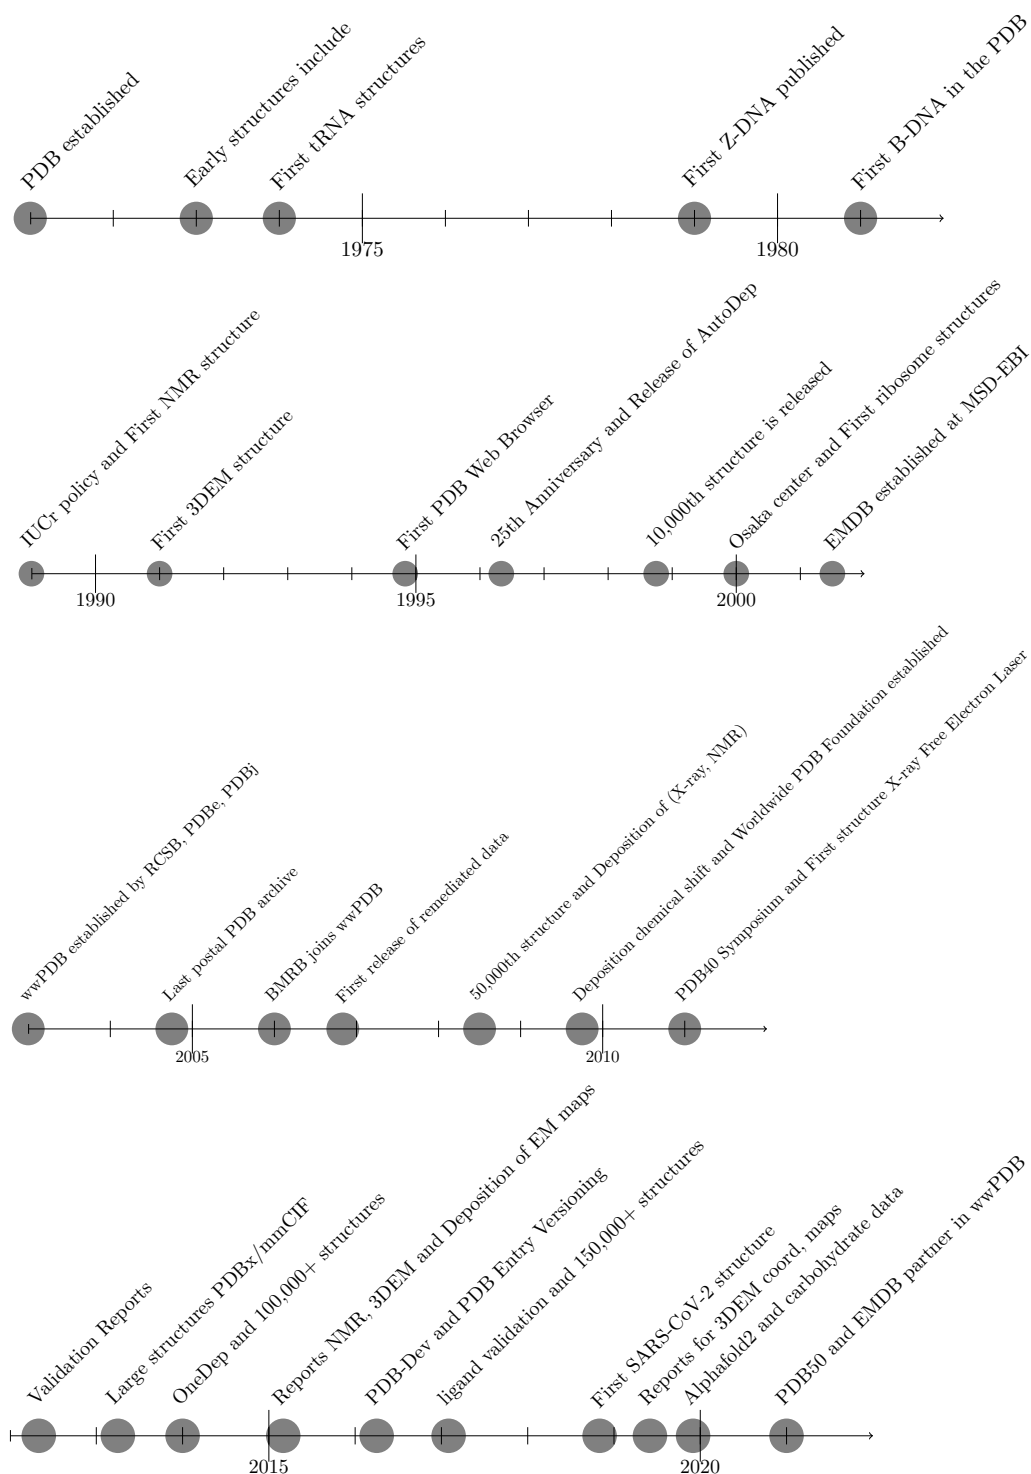 PDB established
Early structures include
First tRNA structures
First Z-DNA published
First B-DNA in the PDB
1975
1980
IUCr policy and First NMR structure
First 3DEM structure
First PDB Web Browser
25th Anniversary and Release of AutoDep
10,000th structure is released
Osaka center and First ribosome structures
EMDB established at MSD-EBI
1990
1995
2000
wwPDB established by RCSB, PDBe, PDBj
Last postal PDB archive
BMRB joins wwPDB
First release of remediated data
50,000th structure and Deposition of (X-ray, NMR)
Deposition chemical shift and Worldwide PDB Foundation established
PDB40 Symposium and First structure X-ray Free Electron Laser
2005
2010
Validation Reports
Large structures PDBx/mmCIF
OneDep and 100,000+ structures
Reports NMR, 3DEM and Deposition of EM maps
PDB-Dev and PDB Entry Versioning
ligand validation and 150,000+ structures
First SARS-CoV-2 structure
Reports for 3DEM coord, maps
Alphafold2 and carbohydrate data
PDB50 and EMDB partner in wwPDB
2015
2020